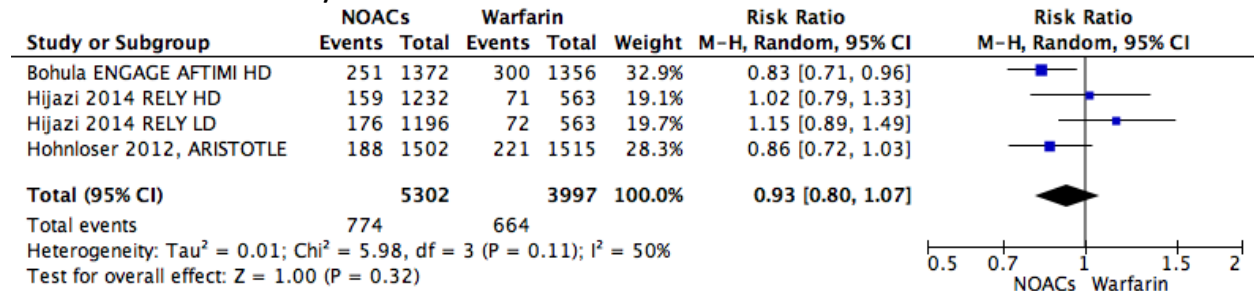 NOACs Warfarin Risk Ratio Risk Ratio
Study or Subgroup Events Total Events Total Weight M-H, Random, 95% CI M-H, Random, 95% CI
Bohula ENGAGE AFTIMI HD 251 1372 300 1356 32.9% 0.83 [0.71, 0.96]
Hijazi 2014 RELY HD 159 1232 71 563 19.1% 1.02 [0.79, 1.33]
Hijazi 2014 RELY LD 176 1196 72 563 19.7% 1.15 [0.89, 1.49]
Hohnloser 2012, ARISTOTLE 188 1502 221 1515 28.3% 0.86 [0.72, 1.03]
Total (95% CI) 5302 3997 100.0% 0.93 [0.80, 1.07]
Total events 774 664
Heterogeneity: Tau² = 0.01; Chi² = 5.98, df = 3 (P = 0.11); I² = 50%
Test for overall effect: Z = 1.00 (P = 0.32)
0.5 0.7 1 1.5 2
NOACs Warfarin